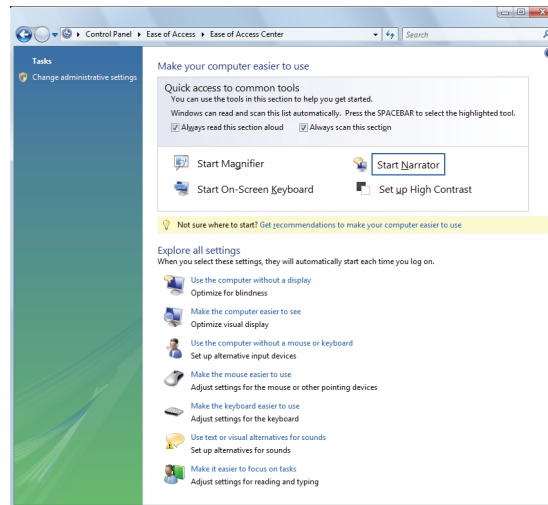 Control Panel ▸ Ease of Access ▸ Ease of Access Center
Search
Tasks
Change administrative settings
Make your computer easier to use
Quick access to common tools
You can use the tools in this section to help you get started.
Windows can read and scan this list automatically. Press the SPACEBAR to select the highlighted tool.
Always read this section aloud Always scan this section
Start Magnifier Start Narrator
Start On-Screen Keyboard Set up High Contrast
Not sure where to start? Get recommendations to make your computer easier to use
Explore all settings
When you select these settings, they will automatically start each time you log on.
Use the computer without a display
Optimize for blindness
Make the computer easier to see
Optimize visual display
Use the computer without a mouse or keyboard
Set up alternative input devices
Make the mouse easier to use
Adjust settings for the mouse or other pointing devices
Make the keyboard easier to use
Adjust settings for the keyboard
Use text or visual alternatives for sounds
Set up alternatives for sounds
Make it easier to focus on tasks
Adjust settings for reading and typing